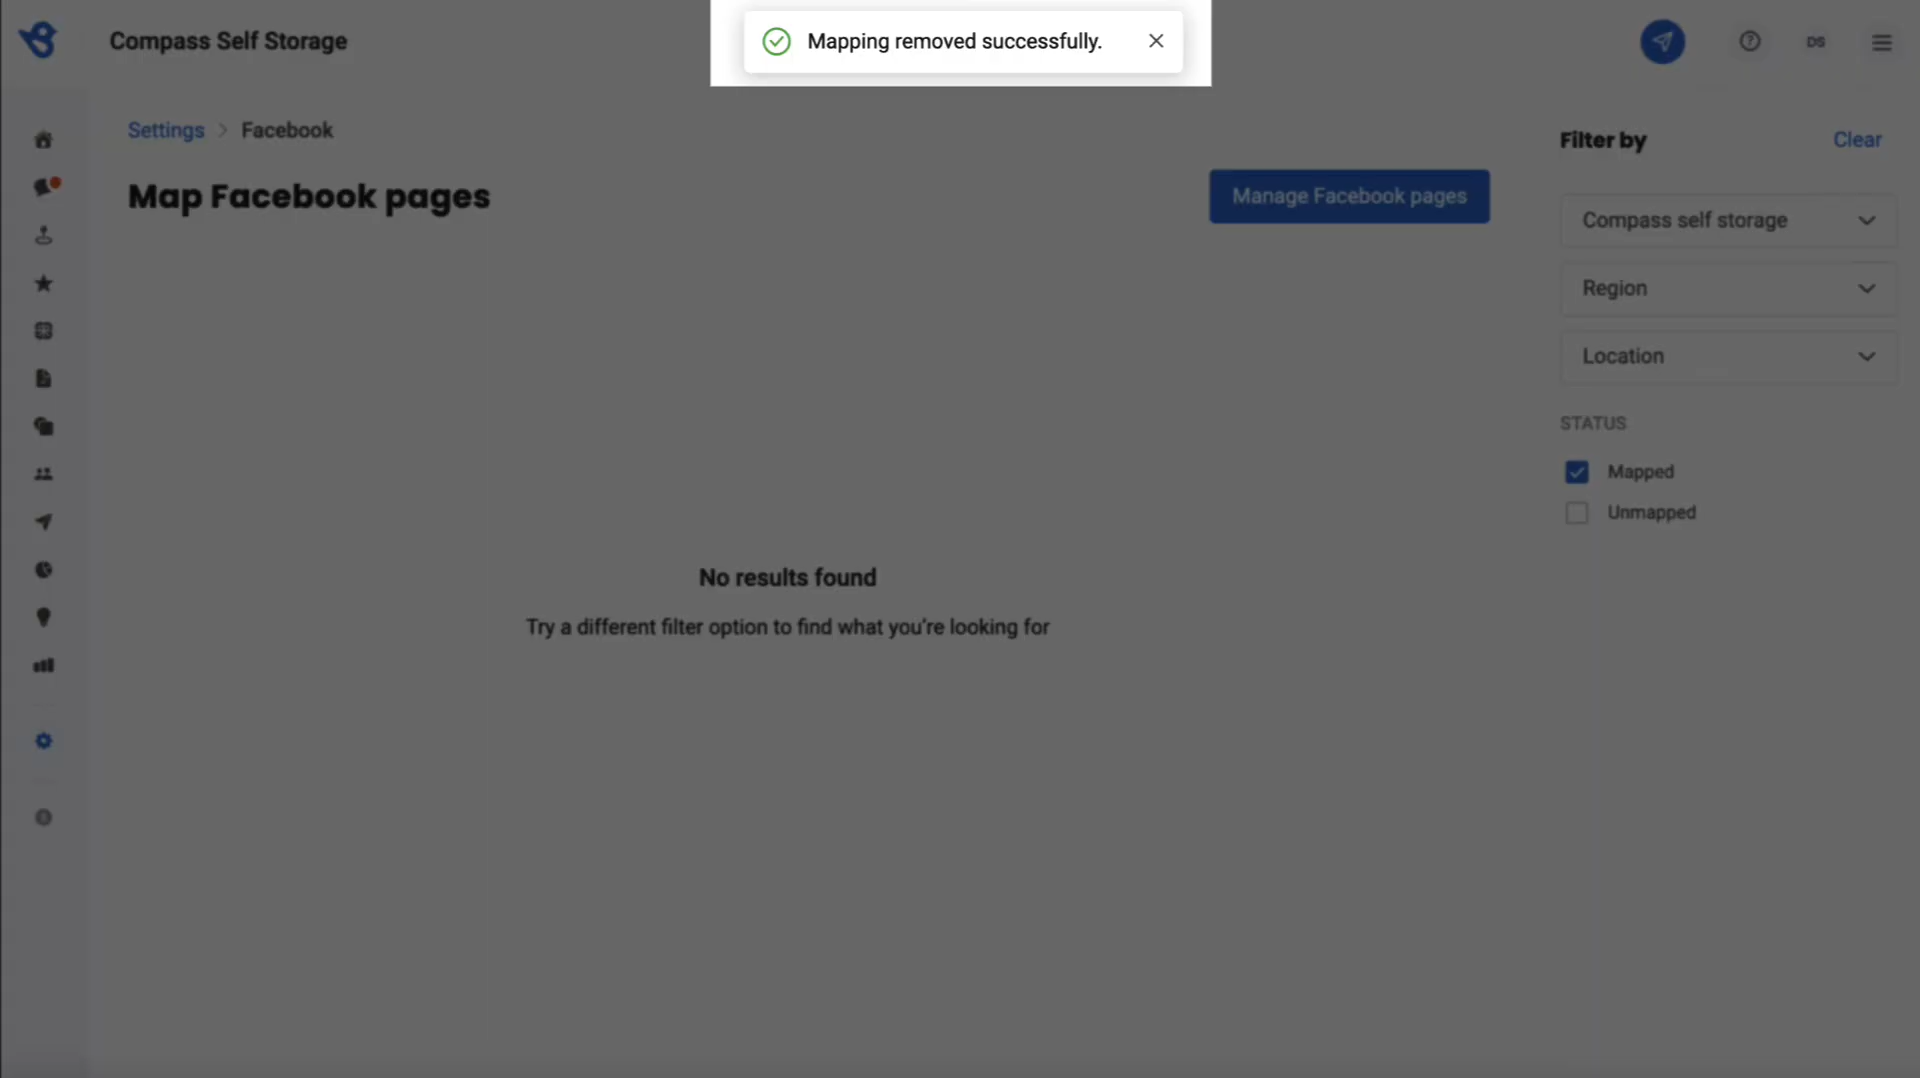 Compass Self Storage
Mapping removed successfully.
DS
Settings > Facebook
Map Facebook pages
Manage Facebook pages
Filter by
Clear
Compass self storage
Region
Location
STATUS
Mapped
Unmapped
No results found
Try a different filter option to find what you're looking for